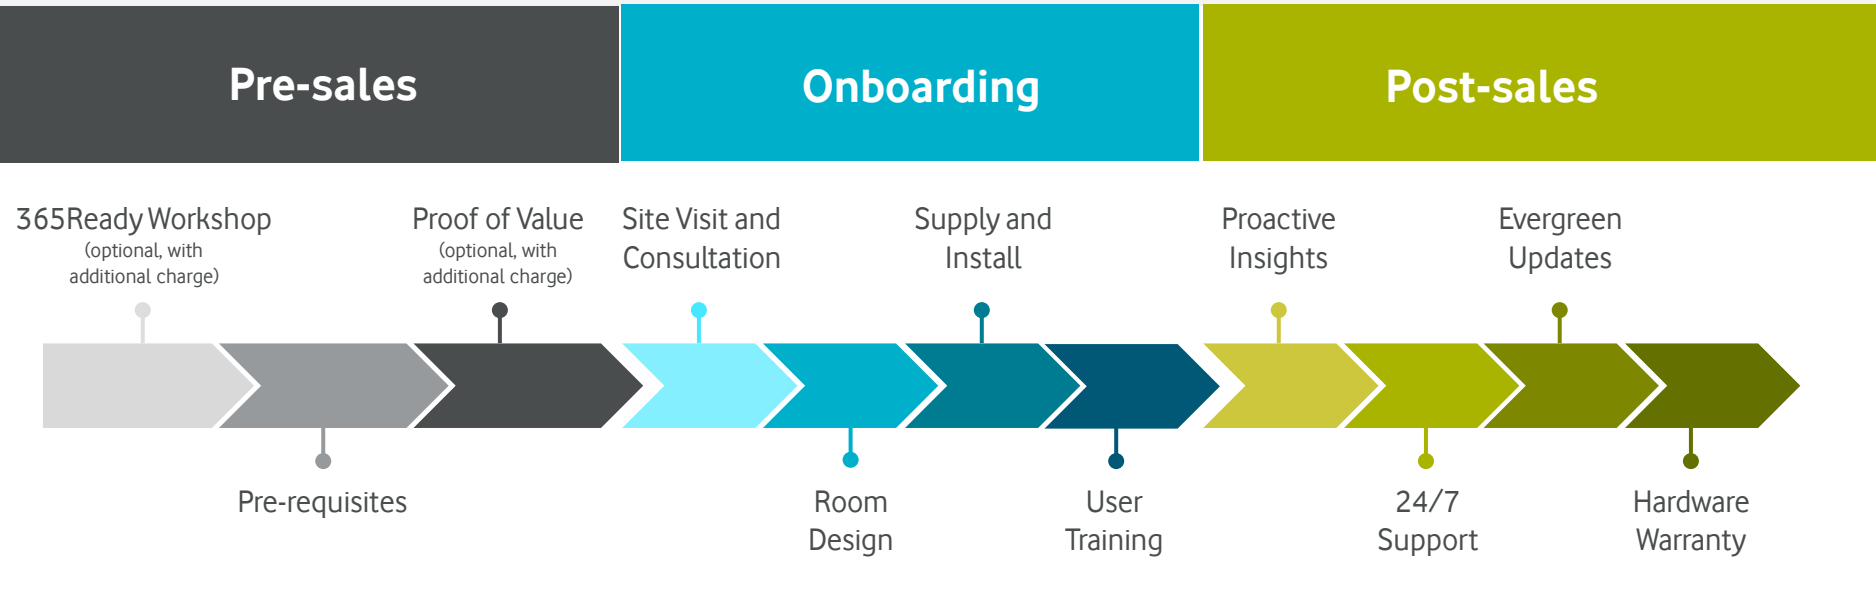 Pre-sales
Onboarding
Post-sales
365Ready Workshop
(optional, with
additional charge)
Proof of Value
(optional, with
additional charge)
Site Visit and
Consultation
Supply and
Install
Proactive
Insights
Evergreen
Updates
Pre-requisites
Room
Design
User
Training
24/7
Support
Hardware
Warranty